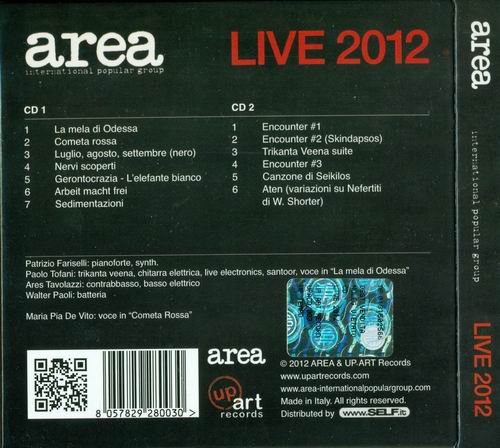 area
international popular group
LIVE 2012
CD 1
1 La mela di Odessa
2 Cometa rossa
3 Luglio, agosto, settembre (nero)
4 Nervi scoperti
5 Gerontocrazia - L'elefante bianco
6 Arbeit macht frei
7 Sedimentazioni
CD 2
1 Encounter #1
2 Encounter #2 (Skindapsos)
3 Trikanta Veena suite
4 Encounter #3
5 Canzone di Seikilos
6 Aten (variazioni su Nefertiti
di W. Shorter)
Patrizio Fariselli: pianoforte, synth.
Paolo Tofani: trikanta veena, chitarra elettrica, live electronics, santoor, voce in "La mela di Odessa"
Ares Tavolazzi: contrabbasso, basso elettrico
Walter Paoli: batteria
Maria Pia De Vito: voce in "Cometa Rossa"
8 057829 280030 >
area
up
art
records
© 2012 AREA & UP ART Records
www.upartrecords.com
www.area-internationalpopulargroup.com
Made in Italy. All rights reserved.
Distributed by www.SELF.it
area
international popular group
LIVE 2012